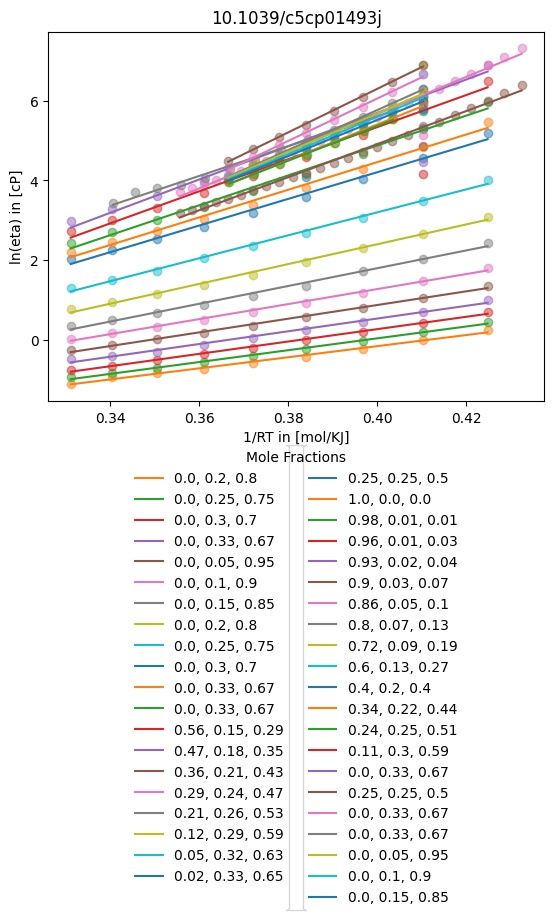 10.1039/c5cp01493j
ln(eta) in [cP]
6
4
2
0
0.34 0.36 0.38 0.40 0.42
1/RT in [mol/KJ]
Mole Fractions
0.0, 0.2, 0.8
0.0, 0.25, 0.75
0.0, 0.3, 0.7
0.0, 0.33, 0.67
0.0, 0.05, 0.95
0.0, 0.1, 0.9
0.0, 0.15, 0.85
0.0, 0.2, 0.8
0.0, 0.25, 0.75
0.0, 0.3, 0.7
0.0, 0.33, 0.67
0.0, 0.33, 0.67
0.56, 0.15, 0.29
0.47, 0.18, 0.35
0.36, 0.21, 0.43
0.29, 0.24, 0.47
0.21, 0.26, 0.53
0.12, 0.29, 0.59
0.05, 0.32, 0.63
0.02, 0.33, 0.65
0.25, 0.25, 0.5
1.0, 0.0, 0.0
0.98, 0.01, 0.01
0.96, 0.01, 0.03
0.93, 0.02, 0.04
0.9, 0.03, 0.07
0.86, 0.05, 0.1
0.8, 0.07, 0.13
0.72, 0.09, 0.19
0.6, 0.13, 0.27
0.4, 0.2, 0.4
0.34, 0.22, 0.44
0.24, 0.25, 0.51
0.11, 0.3, 0.59
0.0, 0.33, 0.67
0.25, 0.25, 0.5
0.0, 0.33, 0.67
0.0, 0.33, 0.67
0.0, 0.05, 0.95
0.0, 0.1, 0.9
0.0, 0.15, 0.85